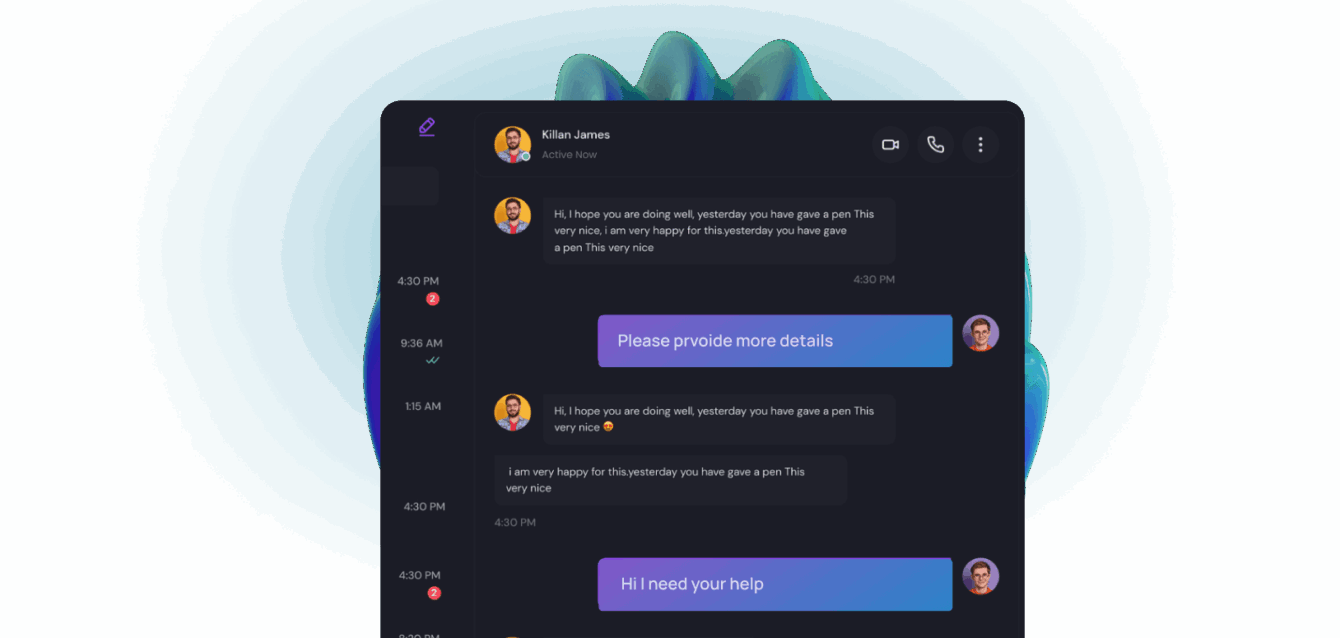 Killan James
Active Now
Hi, I hope you are doing well, yesterday you have gave a pen This
very nice, i am very happy for this.yesterday you have gave
a pen This very nice
4:30 PM
4:30 PM
2
Please prvoide more details
9:36 AM
1:15 AM
Hi, I hope you are doing well, yesterday you have gave a pen This
very nice 😍
i am very happy for this.yesterday you have gave a pen This
very nice
4:30 PM
4:30 PM
4:30 PM
2
Hi I need your help